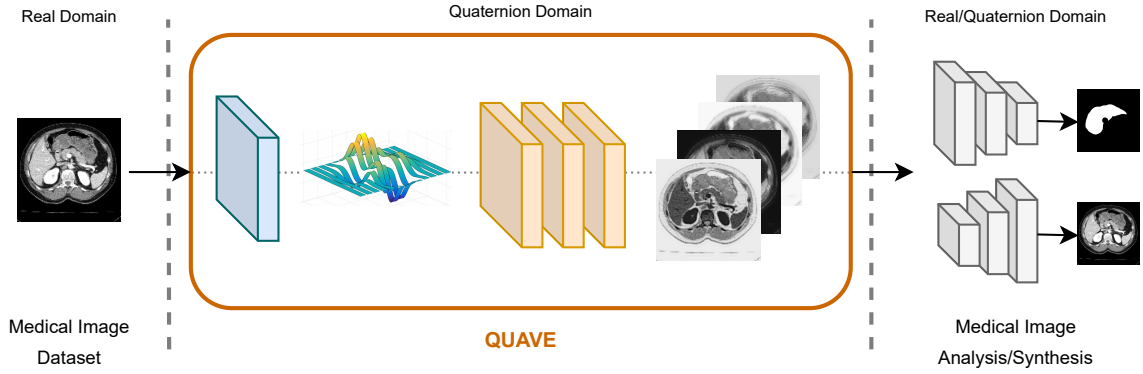 Real Domain
Quaternion Domain
Real/Quaternion Domain
QUAVE
Medical Image
Dataset
Medical Image
Analysis/Synthesis